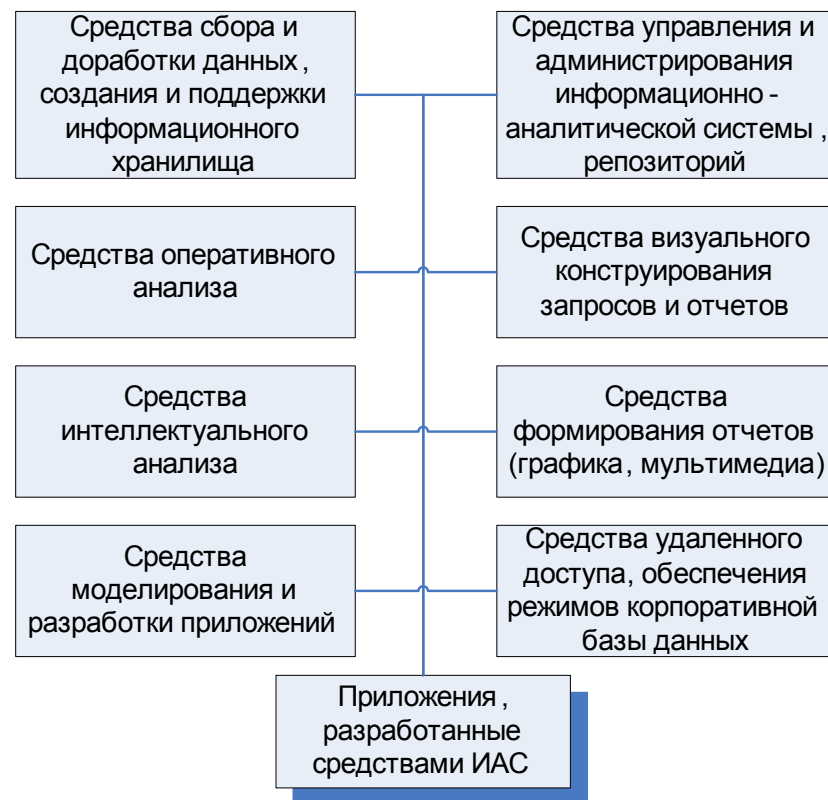 Средства сбора и
доработки данных,
создания и поддержки
информационного
хранилища
Средства управления и
администрирования
информационно -
аналитической системы ,
репозиторий
Средства оперативного
анализа
Средства визуального
конструирования
запросов и отчетов
Средства
интеллектуального
анализа
Средства
формирования отчетов
(графика, мультимедиа)
Средства
моделирования и
разработки приложений
Средства удаленного
доступа, обеспечения
режимов корпоративной
базы данных
Приложения ,
разработанные
средствами ИАС